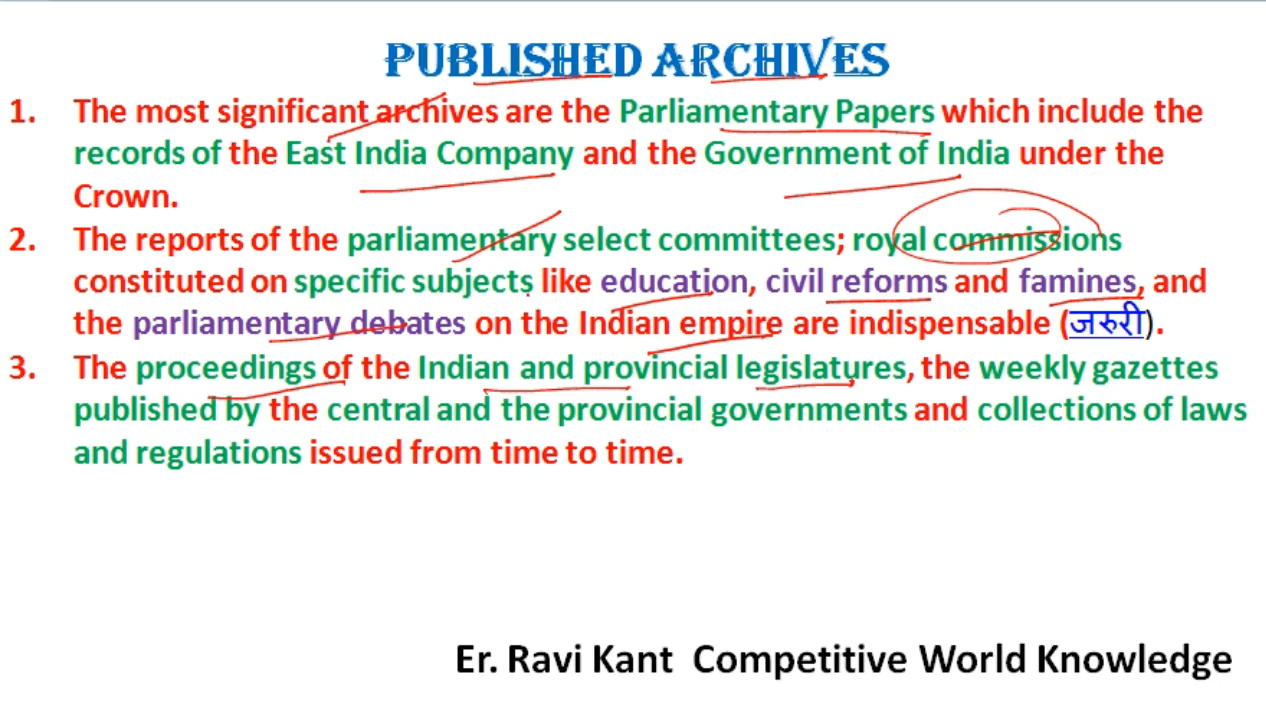 PUBLISHED ARCHIVES
1. The most significant archives are the Parliamentary Papers which include the
records of the East India Company and the Government of India under the
Crown.
2. The reports of the parliamentary select committees; royal commissions
constituted on specific subjects like education, civil reforms and famines, and
the parliamentary debates on the Indian empire are indispensable (जरुरी).
3. The proceedings of the Indian and provincial legislatures, the weekly gazettes
published by the central and the provincial governments and collections of laws
and regulations issued from time to time.
Er. Ravi Kant Competitive World Knowledge